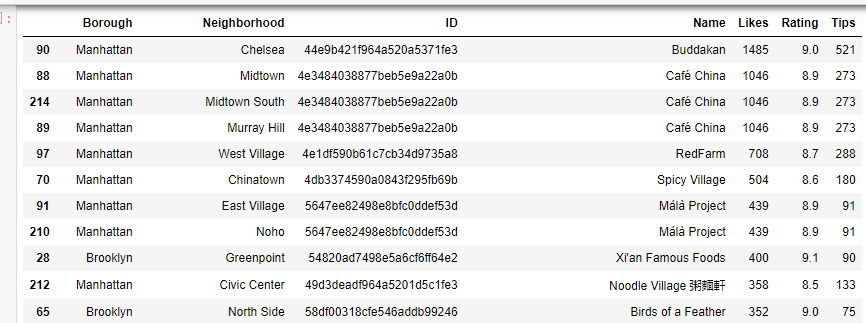 ]:
Borough Neighborhood ID Name Likes Rating Tips
90 Manhattan Chelsea 44e9b421f964a520a5371fe3 Buddakan 1485 9.0 521
88 Manhattan Midtown 4e3484038877beb5e9a22a0b Café China 1046 8.9 273
214 Manhattan Midtown South 4e3484038877beb5e9a22a0b Café China 1046 8.9 273
89 Manhattan Murray Hill 4e3484038877beb5e9a22a0b Café China 1046 8.9 273
97 Manhattan West Village 4e1df590b61c7cb34d9735a8 RedFarm 708 8.7 288
70 Manhattan Chinatown 4db3374590a0843f295fb69b Spicy Village 504 8.6 180
91 Manhattan East Village 5647ee82498e8bfc0ddef53d Málà Project 439 8.9 91
210 Manhattan Noho 5647ee82498e8bfc0ddef53d Málà Project 439 8.9 91
28 Brooklyn Greenpoint 54820ad7498e5a6cf6ff64e2 Xi'an Famous Foods 400 9.1 90
212 Manhattan Civic Center 49d3deadf964a5201d5c1fe3 Noodle Village 粥麵軒 358 8.5 133
65 Brooklyn North Side 58df00318cfe546addb99246 Birds of a Feather 352 9.0 75